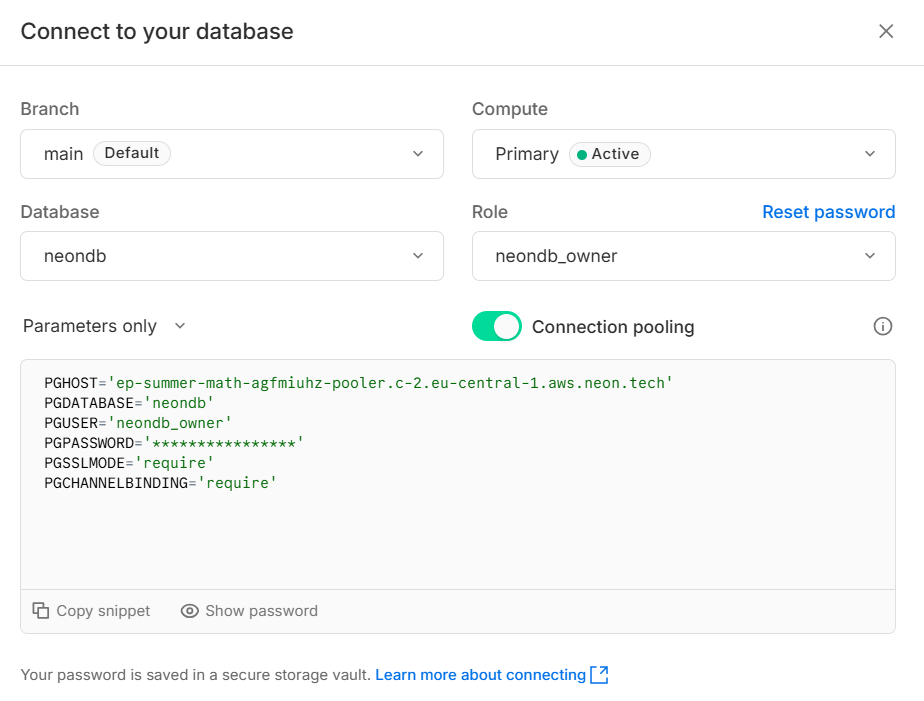 Connect to your database
Branch
Compute
main Default
Primary Active
Database
Role
Reset password
neondb
neondb_owner
Parameters only
Connection pooling
PGHOST='ep-summer-math-agfmiuhz-pooler.c-2.eu-central-1.aws.neon.tech'
PGDATABASE='neondb'
PGUSER='neondb_owner'
PGPASSWORD='****************'
PGSSLMODE='require'
PGCHANNELBINDING='require'
Copy snippet
Show password
Your password is saved in a secure storage vault. Learn more about connecting